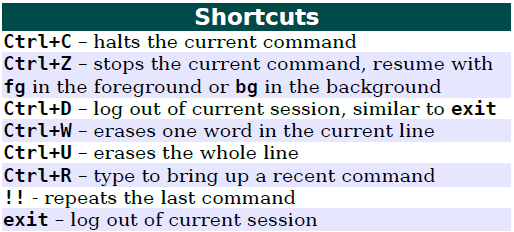 Shortcuts
Ctrl+C – halts the current command
Ctrl+Z – stops the current command, resume with
fg in the foreground or bg in the background
Ctrl+D – log out of current session, similar to exit
Ctrl+W – erases one word in the current line
Ctrl+U – erases the whole line
Ctrl+R – type to bring up a recent command
!! - repeats the last command
exit – log out of current session